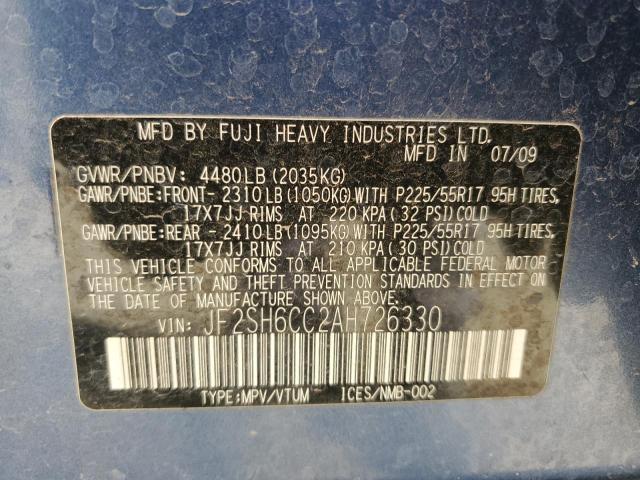 MFD BY FUJI HEAVY INDUSTRIES LTD.
MFD IN 07/09
GVWR/PNBV: 4480LB (2035KG)
GAWR/PNBE:FRONT- 2310LB(1050KG)WITH P225/55R17 95H TIRES,
17X7JJ RIMS AT 220 KPA (32 PSI)COLD
GAWR/PNBE:REAR - 2410LB(1095KG)WITH P225/55R17 95H TIRES,
17X7JJ RIMS AT 210 KPA (30 PSI)COLD
THIS VEHICLE CONFORMS TO ALL APPLICABLE FEDERAL MOTOR
VEHICLE SAFETY AND THEFT PREVENTION STANDARDS IN EFFECT ON
THE DATE OF MANUFACTURE SHOWN ABOVE.
VIN: JF2SH6CC2AH726330
TYPE:MPV/VTUM ICES/NMB-002